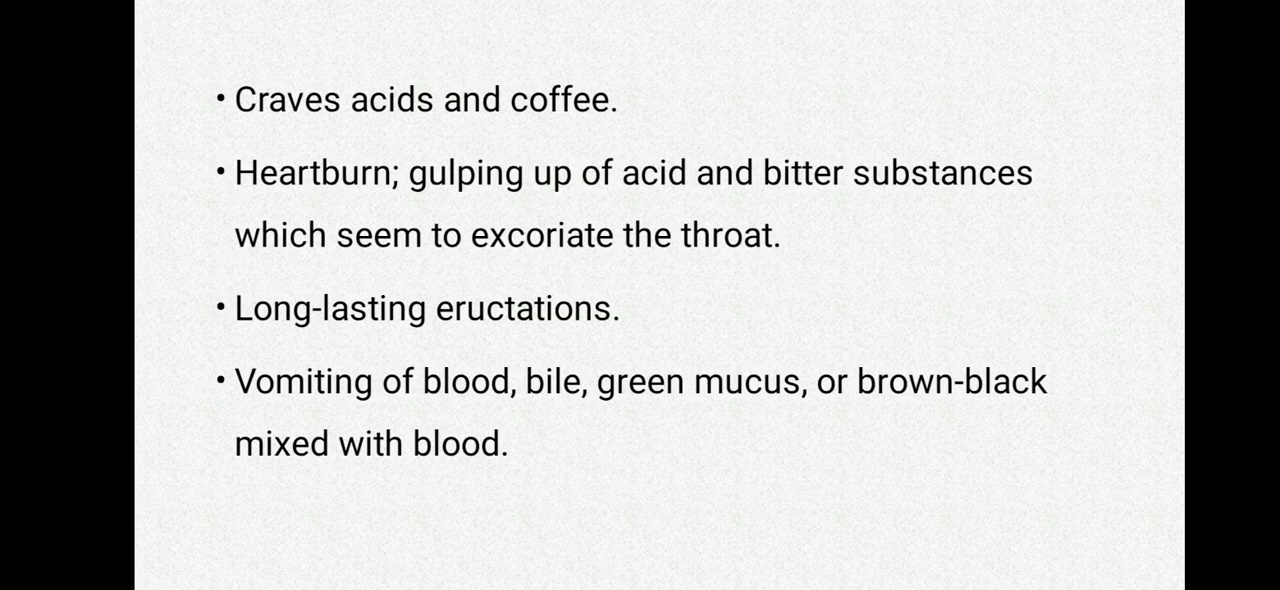 • Craves acids and coffee.
• Heartburn; gulping up of acid and bitter substances
which seem to excoriate the throat.
• Long-lasting eructations.
• Vomiting of blood, bile, green mucus, or brown-black
mixed with blood.